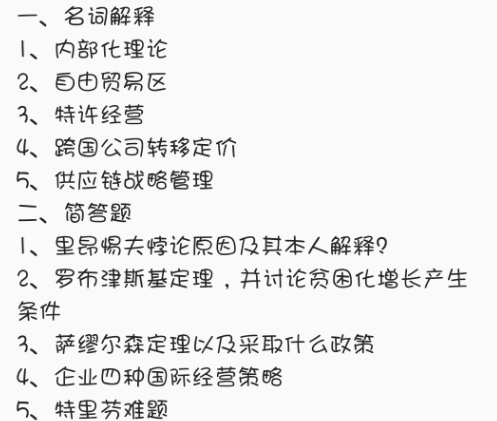 一、名词解释
1、内部化理论
2、自由贸易区
3、特许经营
4、跨国公司转移定价
5、供应链战略管理
二、简答题
1、里昂惕夫悖论原因及其本人解释?
2、罗布津斯基定理，并讨论贫困化增长产生
条件
3、萨缪尔森定理以及采取什么政策
4、企业四种国际经营策略
5、特里芬难题